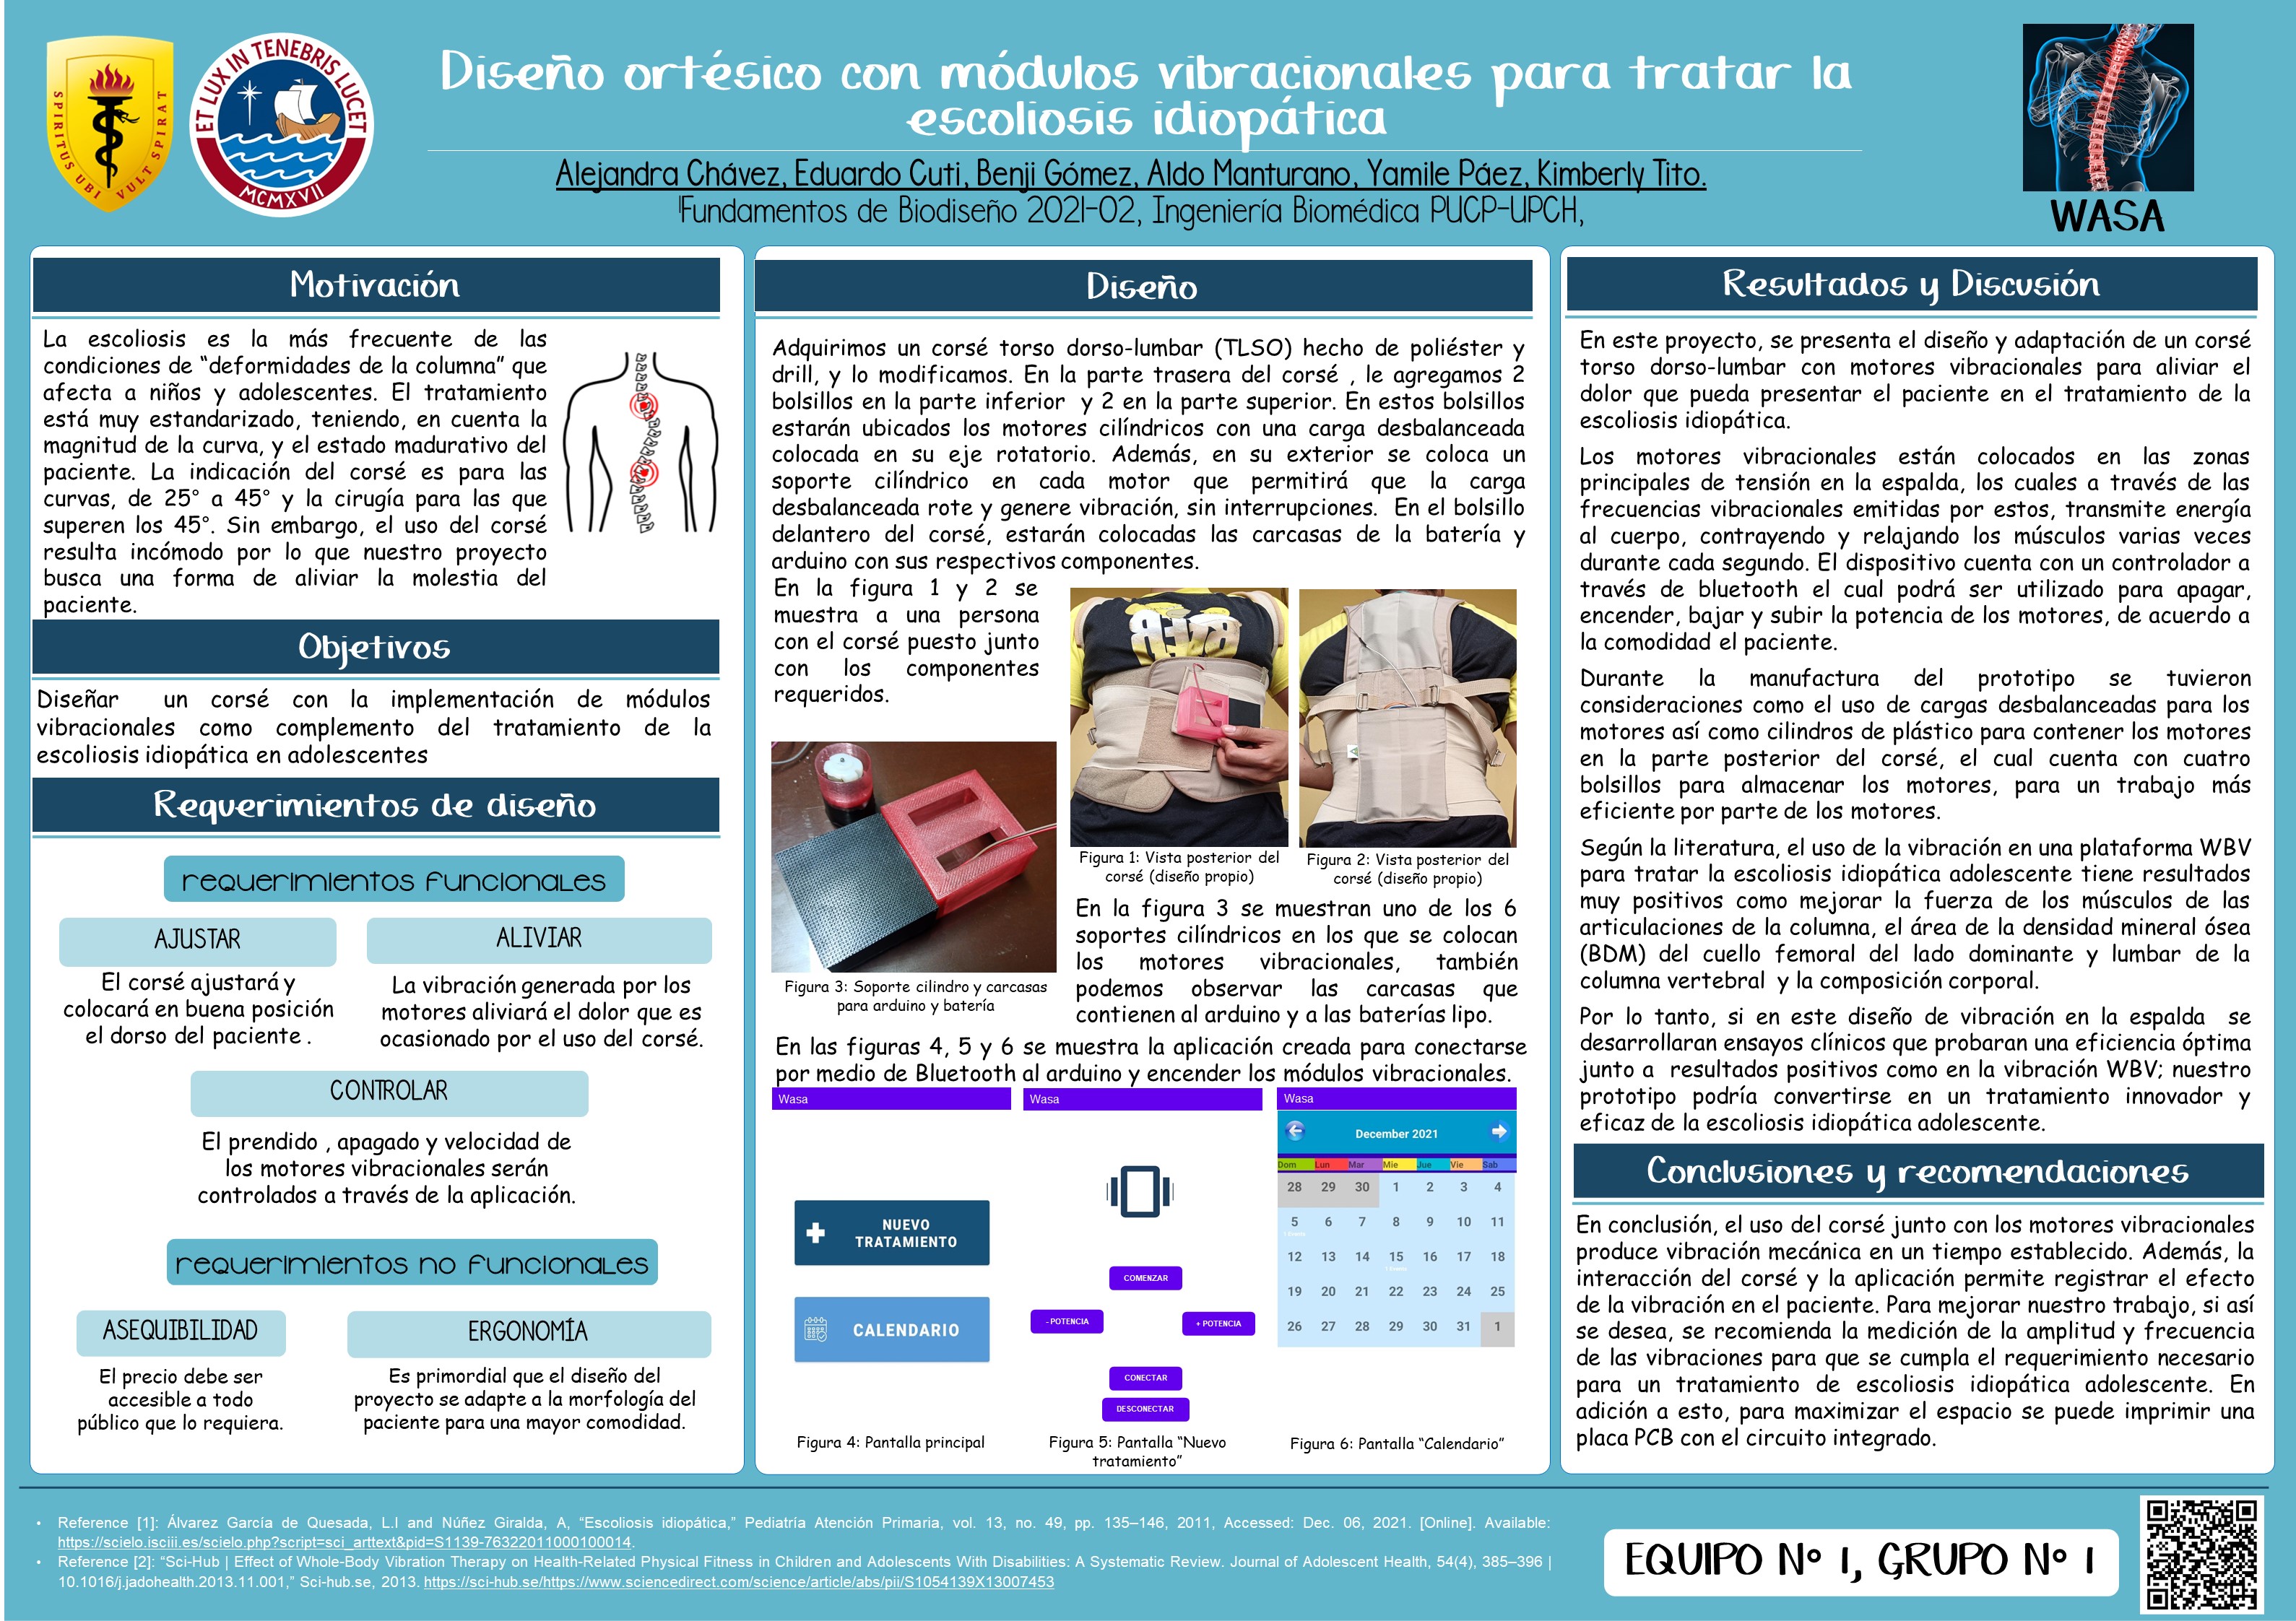 SPIRITUS UBI VULT SPIRAT
ET LUX IN TENEBRIS LUCET
MCMXVII
Diseño ortésico con módulos vibracionales para tratar la
escoliosis idiopática
Alejandra Chávez, Eduardo Cuti, Benji Gómez, Aldo Manturano, Yamile Páez, Kimberly Tito.
1Fundamentos de Biodiseño 2021-02, Ingeniería Biomédica PUCP-UPCH,
WASA
Motivación
La escoliosis es la más frecuente de las
condiciones de “deformidades de la columna” que
afecta a niños y adolescentes. El tratamiento
está muy estandarizado, teniendo, en cuenta la
magnitud de la curva, y el estado madurativo del
paciente. La indicación del corsé es para las
curvas, de 25° a 45° y la cirugía para las que
superen los 45°. Sin embargo, el uso del corsé
resulta incómodo por lo que nuestro proyecto
busca una forma de aliviar la molestia del
paciente.
Objetivos
Diseñar un corsé con la implementación de módulos
vibracionales como complemento del tratamiento de la
escoliosis idiopática en adolescentes
Requerimientos de diseño
requerimientos funcionales
AJUSTAR
El corsé ajustará y
colocará en buena posición
el dorso del paciente .
ALIVIAR
La vibración generada por los
motores aliviará el dolor que es
ocasionado por el uso del corsé.
CONTROLAR
El prendido , apagado y velocidad de
los motores vibracionales serán
controlados a través de la aplicación.
requerimientos no funcionales
ASEQUIBILIDAD
El precio debe ser
accesible a todo
público que lo requiera.
ERGONOMÍA
Es primordial que el diseño del
proyecto se adapte a la morfología del
paciente para una mayor comodidad.
Diseño
Adquirimos un corsé torso dorso-lumbar (TLSO) hecho de poliéster y
drill, y lo modificamos. En la parte trasera del corsé , le agregamos 2
bolsillos en la parte inferior y 2 en la parte superior. En estos bolsillos
estarán ubicados los motores cilíndricos con una carga desbalanceada
colocada en su eje rotatorio. Además, en su exterior se coloca un
soporte cilíndrico en cada motor que permitirá que la carga
desbalanceada rote y genere vibración, sin interrupciones. En el bolsillo
delantero del corsé, estarán colocadas las carcasas de la batería y
arduino con sus respectivos componentes.
En la figura 1 y 2 se
muestra a una persona
con el corsé puesto junto
con los componentes
requeridos.
Figura 1: Vista posterior del
corsé (diseño propio)
Figura 2: Vista posterior del
corsé (diseño propio)
Figura 3: Soporte cilindro y carcasas
para arduino y batería
En la figura 3 se muestran uno de los 6
soportes cilíndricos en los que se colocan
los motores vibracionales, también
podemos observar las carcasas que
contienen al arduino y a las baterías lipo.
En las figuras 4, 5 y 6 se muestra la aplicación creada para conectarse
por medio de Bluetooth al arduino y encender los módulos vibracionales.
Wasa
NUEVO
TRATAMIENTO
CALENDARIO
Figura 4: Pantalla principal
Wasa
COMENZAR
- POTENCIA
+ POTENCIA
CONECTAR
DESCONECTAR
Figura 5: Pantalla “Nuevo
tratamiento”
Wasa
December 2021
Dom Lun Mar Mie Jue Vie Sab
28 29 30 1 2 3 4
5 6 7 8 9 10 11
12 13 14 15 16 17 18
19 20 21 22 23 24 25
26 27 28 29 30 31 1
Figura 6: Pantalla “Calendario”
Resultados y Discusión
En este proyecto, se presenta el diseño y adaptación de un corsé
torso dorso-lumbar con motores vibracionales para aliviar el
dolor que pueda presentar el paciente en el tratamiento de la
escoliosis idiopática.
Los motores vibracionales están colocados en las zonas
principales de tensión en la espalda, los cuales a través de las
frecuencias vibracionales emitidas por estos, transmite energía
al cuerpo, contrayendo y relajando los músculos varias veces
durante cada segundo. El dispositivo cuenta con un controlador a
través de bluetooth el cual podrá ser utilizado para apagar,
encender, bajar y subir la potencia de los motores, de acuerdo a
la comodidad el paciente.
Durante la manufactura del prototipo se tuvieron
consideraciones como el uso de cargas desbalanceadas para los
motores así como cilindros de plástico para contener los motores
en la parte posterior del corsé, el cual cuenta con cuatro
bolsillos para almacenar los motores, para un trabajo más
eficiente por parte de los motores.
Según la literatura, el uso de la vibración en una plataforma WBV
para tratar la escoliosis idiopática adolescente tiene resultados
muy positivos como mejorar la fuerza de los músculos de las
articulaciones de la columna, el área de la densidad mineral ósea
(BDM) del cuello femoral del lado dominante y lumbar de la
columna vertebral y la composición corporal.
Por lo tanto, si en este diseño de vibración en la espalda se
desarrollaran ensayos clínicos que probaran una eficiencia óptima
junto a resultados positivos como en la vibración WBV; nuestro
prototipo podría convertirse en un tratamiento innovador y
eficaz de la escoliosis idiopática adolescente.
Conclusiones y recomendaciones
En conclusión, el uso del corsé junto con los motores vibracionales
produce vibración mecánica en un tiempo establecido. Además, la
interacción del corsé y la aplicación permite registrar el efecto
de la vibración en el paciente. Para mejorar nuestro trabajo, si así
se desea, se recomienda la medición de la amplitud y frecuencia
de las vibraciones para que se cumpla el requerimiento necesario
para un tratamiento de escoliosis idiopática adolescente. En
adición a esto, para maximizar el espacio se puede imprimir una
placa PCB con el circuito integrado.
• Reference [1]: Álvarez García de Quesada, L.I and Núñez Giralda, A, “Escoliosis idiopática,” Pediatría Atención Primaria, vol. 13, no. 49, pp. 135–146, 2011, Accessed: Dec. 06, 2021. [Online]. Available:
https://scielo.isciii.es/scielo.php?script=sci_arttext&pid=S1139-76322011000100014.
• Reference [2]: “Sci-Hub | Effect of Whole-Body Vibration Therapy on Health-Related Physical Fitness in Children and Adolescents With Disabilities: A Systematic Review. Journal of Adolescent Health, 54(4), 385–396 |
10.1016/j.jadohealth.2013.11.001,” Sci-hub.se, 2013. https://sci-hub.se/https://www.sciencedirect.com/science/article/abs/pii/S1054139X13007453
EQUIPO N° 1, GRUPO N° 1